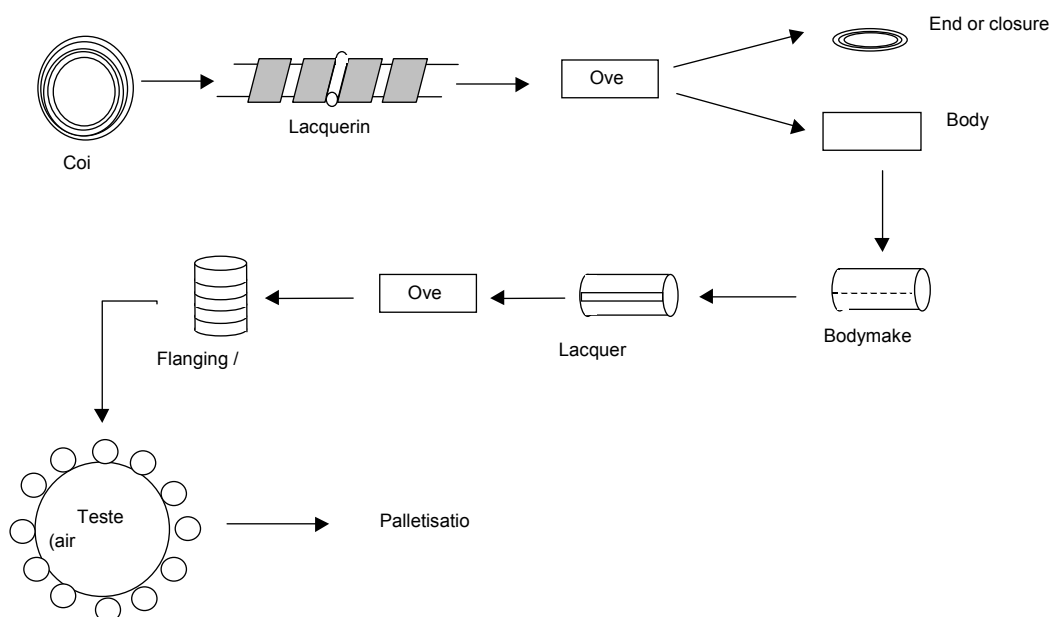 End or closure
Ove
Lacquerin
Body
Coi
Ove
Flanging /
Lacquer
Bodymake
Teste
(air
Palletisatio